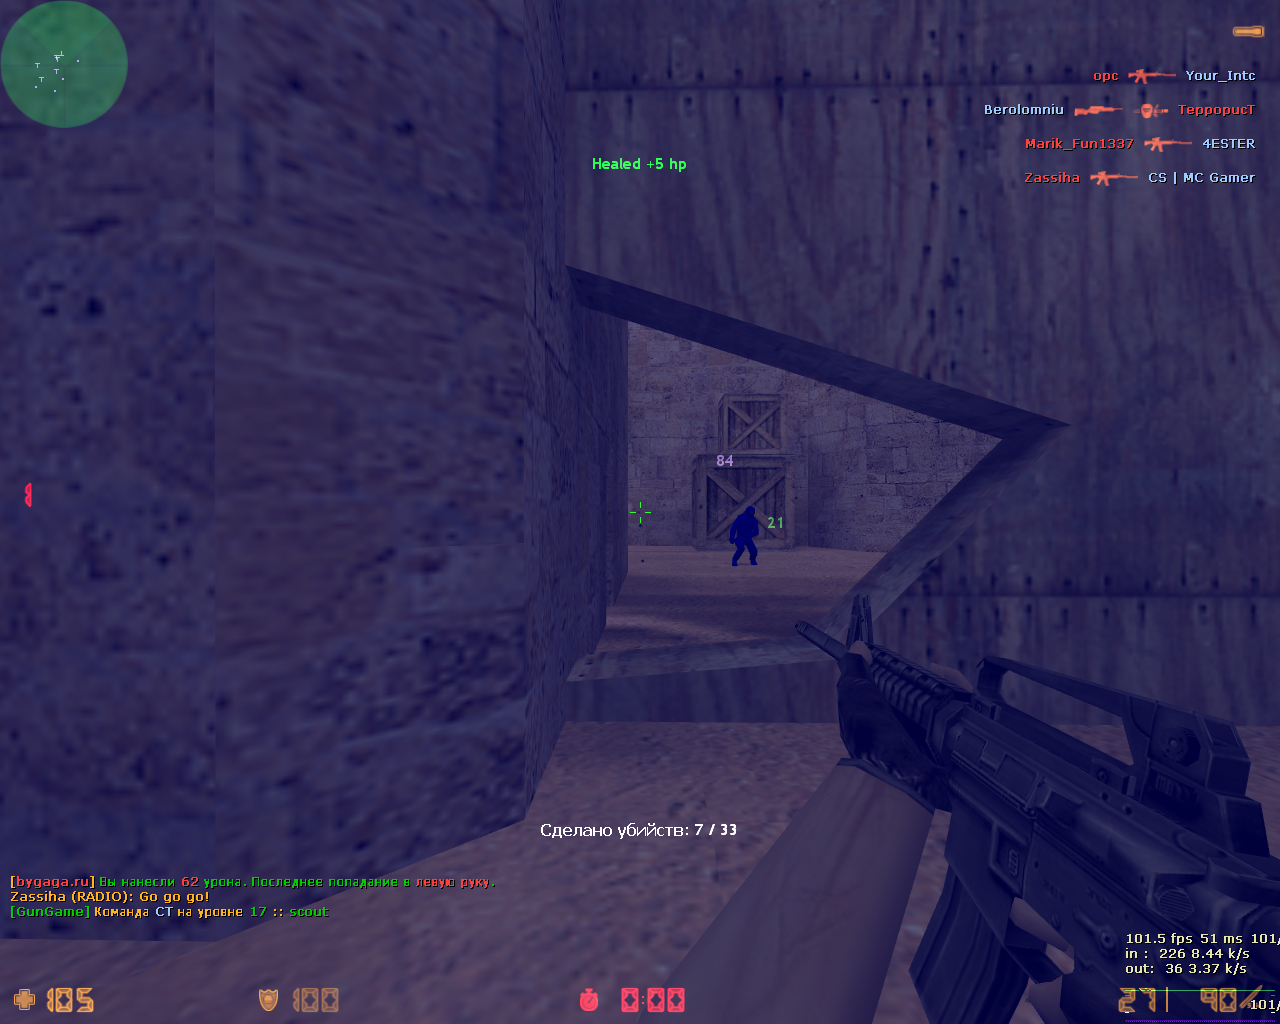 opc Your_Intc
Berolomniu TeppopucT
Marik_Fun1337 4ESTER
Zassiha CS | MC Gamer
Healed +5 hp
84
21
Сделано убийств: 7 / 33
[bygaga.ru] Вы нанесли 62 урона. Последнее попадание в левую руку.
Zassiha (RADIO): Go go go!
[GunGame] Команда CT на уровне 17 :: scout
101.5 fps 51 ms 101/
in : 226 8.44 k/s
out: 36 3.37 k/s
105 100 0:00 27| 90/
101/